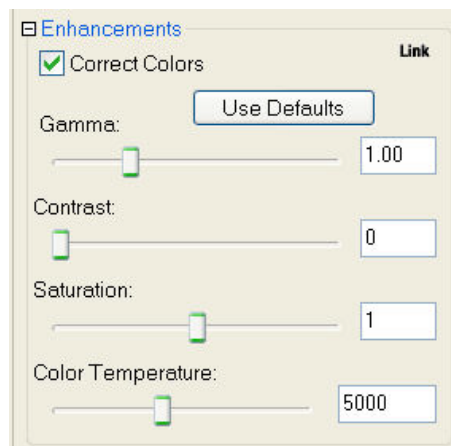 Enhancements
Correct Colors
Link
Use Defaults
Gamma:
1.00
Contrast:
0
Saturation:
1
Color Temperature:
5000